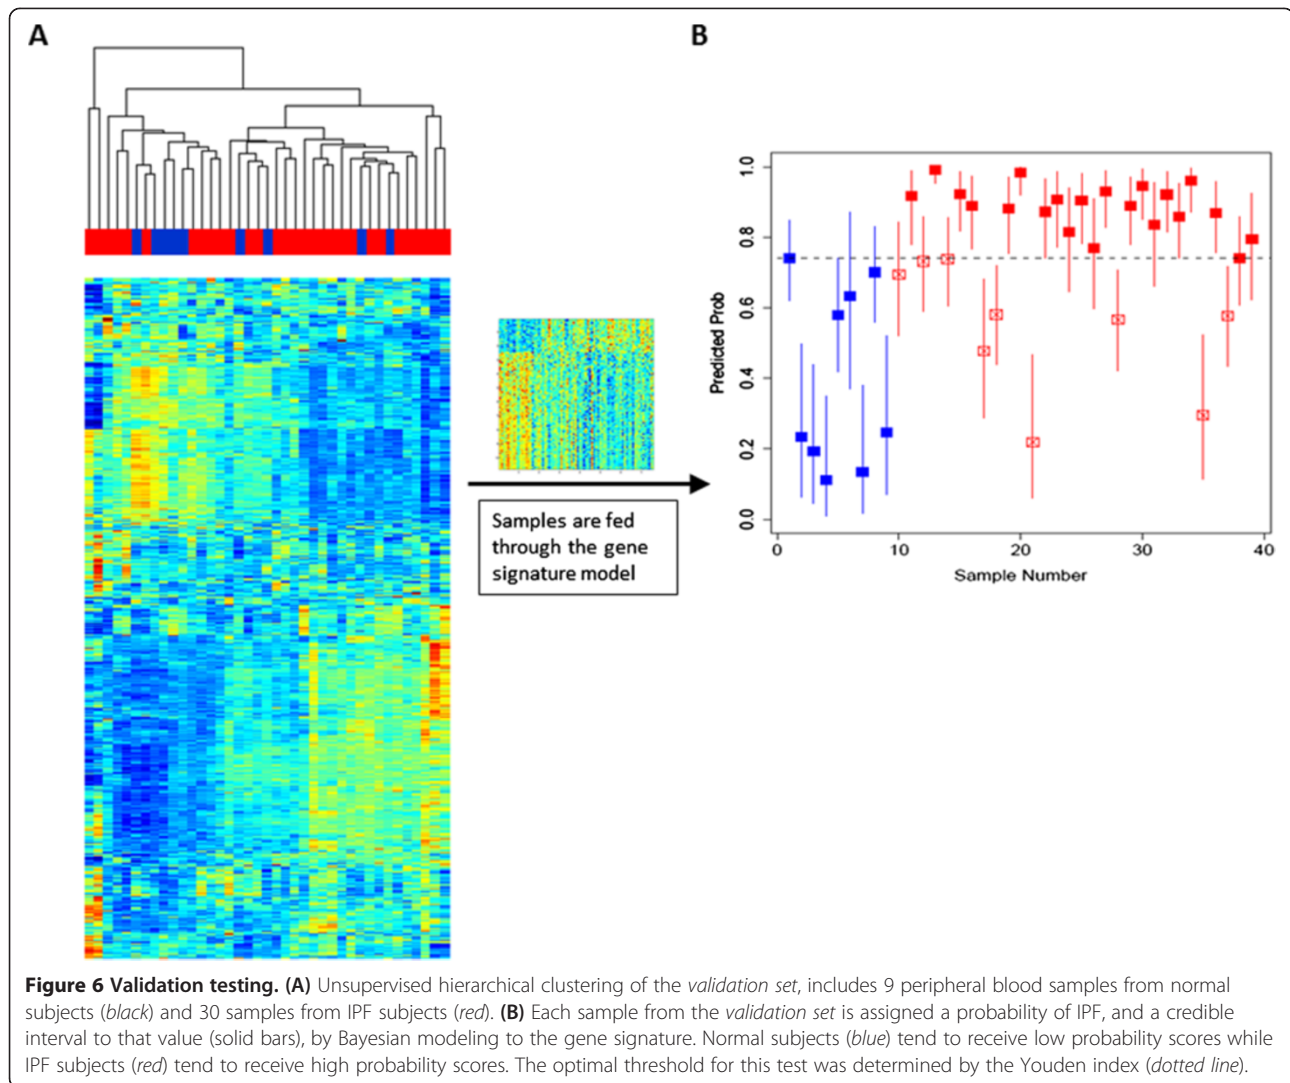 A
B
Samples are fed
through the gene
signature model
Predicted Prob
1.0
0.8
0.6
0.4
0.2
0.0
0
10
20
30
40
Sample Number
Figure 6 Validation testing. (A) Unsupervised hierarchical clustering of the validation set, includes 9 peripheral blood samples from normal
subjects (black) and 30 samples from IPF subjects (red). (B) Each sample from the validation set is assigned a probability of IPF, and a credible
interval to that value (solid bars), by Bayesian modeling to the gene signature. Normal subjects (blue) tend to receive low probability scores while
IPF subjects (red) tend to receive high probability scores. The optimal threshold for this test was determined by the Youden index (dotted line).